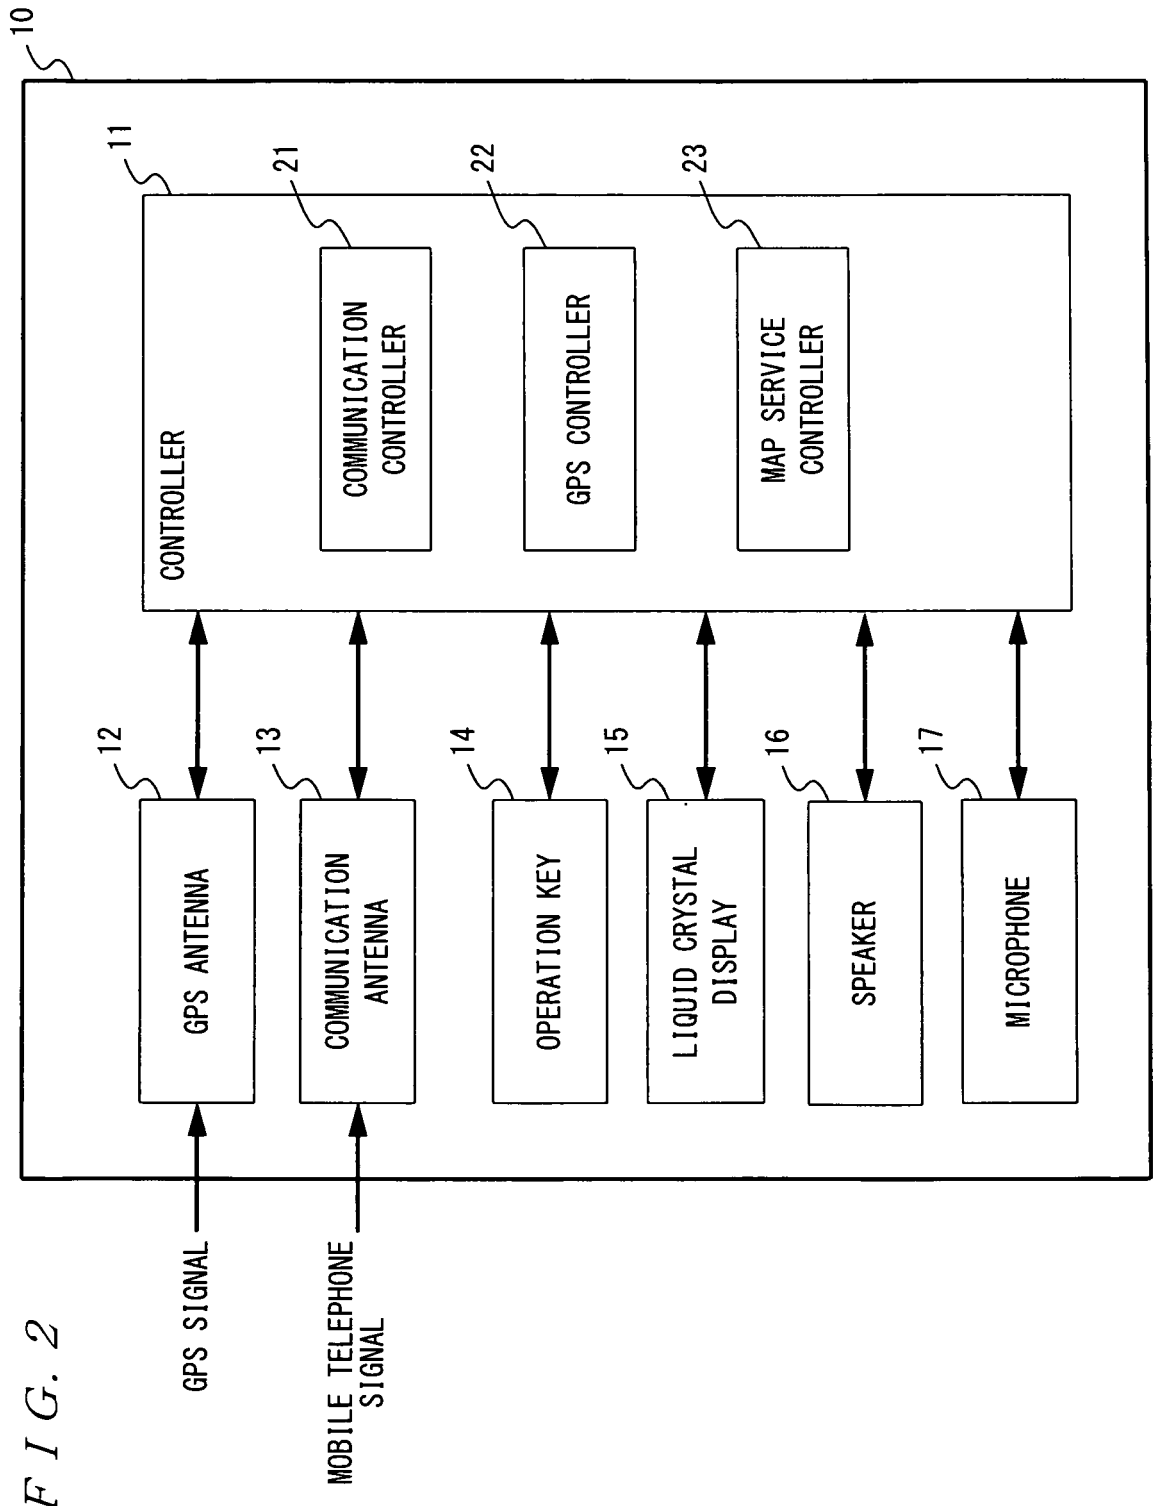 FIG. 2
10
11
CONTROLLER
21
COMMUNICATION
CONTROLLER
22
GPS CONTROLLER
23
MAP SERVICE
CONTROLLER
GPS SIGNAL
12
GPS ANTENNA
MOBILE TELEPHONE
SIGNAL
13
COMMUNICATION
ANTENNA
14
OPERATION KEY
15
LIQUID CRYSTAL
DISPLAY
16
SPEAKER
17
MICROPHONE